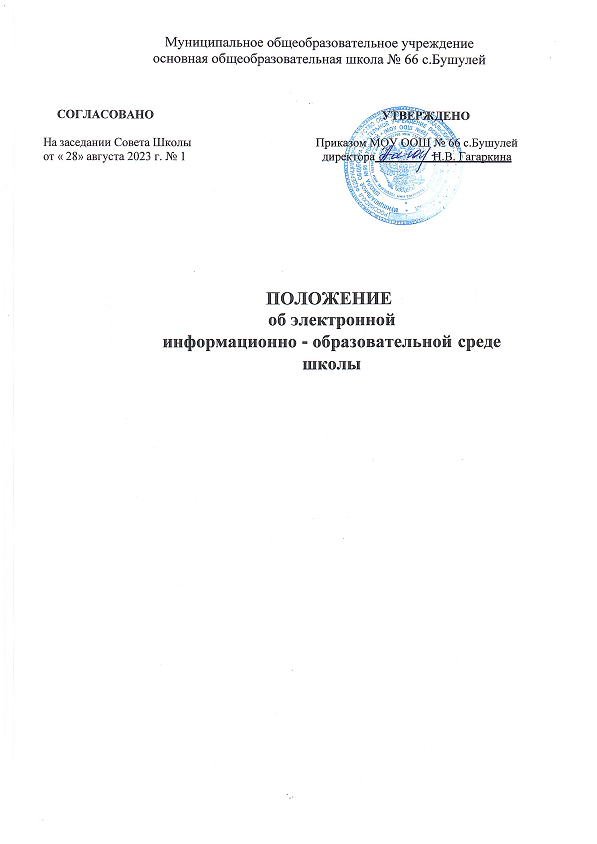 Муниципальное общеобразовательное учреждение
основная общеобразовательная школа № 66 с.Бушулей
СОГЛАСОВАНО
УТВЕРЖДЕНО
На заседании Совета Школы
Приказом МОУ ООШ № 66 с.Бушулей
от « 28» августа 2023 г. № 1
директора Н.В. Гагаркина
ПОЛОЖЕНИЕ
об электронной
информационно - образовательной среде
школы